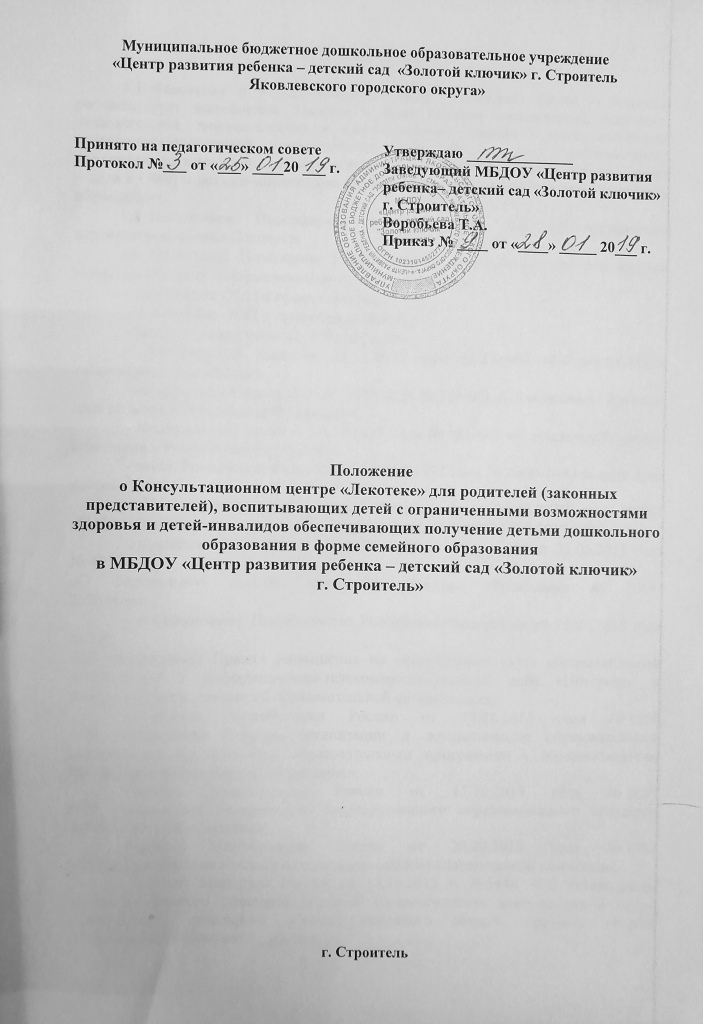 Муниципальное бюджетное дошкольное образовательное учреждение
«Центр развития ребенка – детский сад «Золотой ключик» г. Строитель
Яковлевского городского округа»
Принято на педагогическом совете
Протокол № 3 от «25» 01 20 19 г.
Утверждаю
Заведующий МБДОУ «Центр развития
ребенка– детский сад «Золотой ключик»
г. Строитель»
Воробьева Т.А.
Приказ № 9 от «28» 01 2019 г.
Положение
о Консультационном центре «Лекотеке» для родителей (законных
представителей), воспитывающих детей с ограниченными возможностями
здоровья и детей-инвалидов обеспечивающих получение детьми дошкольного
образования в форме семейного образования
в МБДОУ «Центр развития ребенка – детский сад «Золотой ключик»
г. Строитель»
г. Строитель